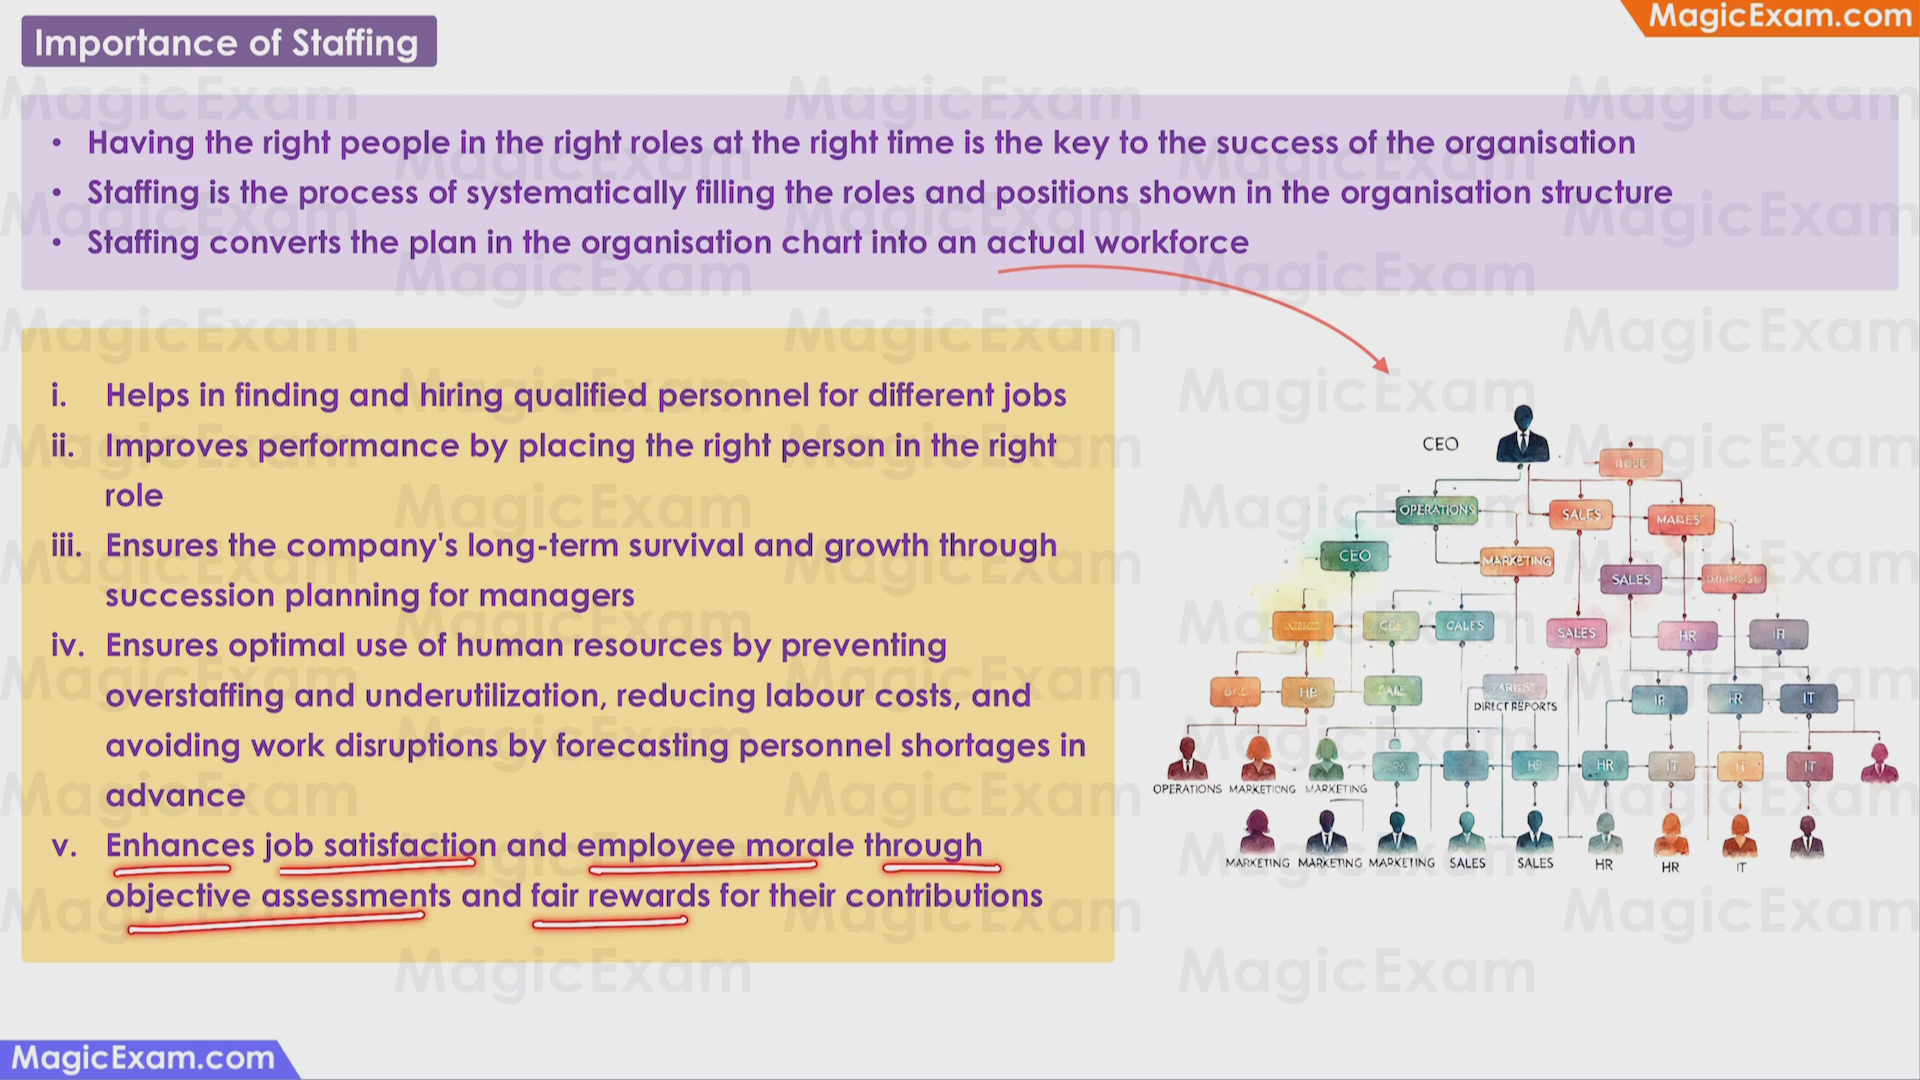 Importance of Staffing
MagicExam.com
• Having the right people in the right roles at the right time is the key to the success of the organisation
• Staffing is the process of systematically filling the roles and positions shown in the organisation structure
• Staffing converts the plan in the organisation chart into an actual workforce
i. Helps in finding and hiring qualified personnel for different jobs
ii. Improves performance by placing the right person in the right
role
iii. Ensures the company's long-term survival and growth through
succession planning for managers
iv. Ensures optimal use of human resources by preventing
overstaffing and underutilization, reducing labour costs, and
avoiding work disruptions by forecasting personnel shortages in
advance
v. Enhances job satisfaction and employee morale through
objective assessments and fair rewards for their contributions
CEO
OPERATIONS SALES
CEO MARKETING SALES
CALES SALES HR
HR
DIRECT REPORTS
IR HR IT
HR IT IT
OPERATIONS MARKETICNG MARKETING
MARKETING MARKETING MARKETING SALES SALES HR HR IT
MagicExam.com